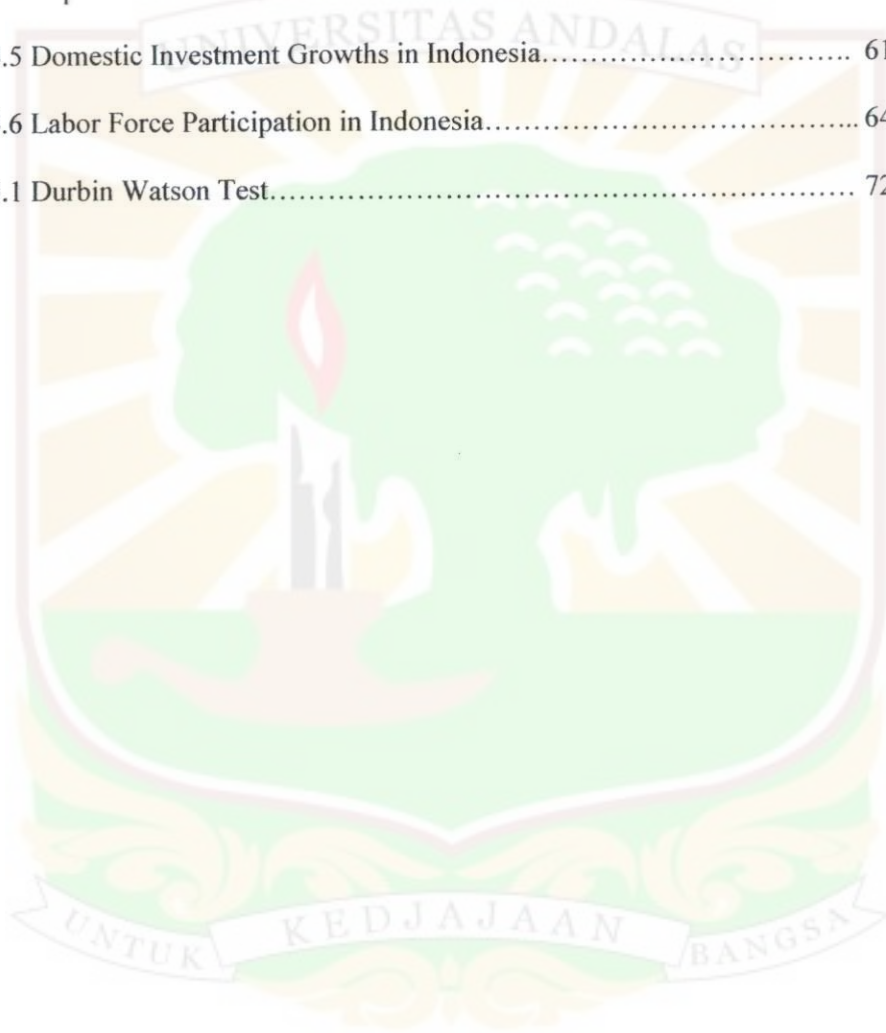 UNIVERSITAS ANDALAS
.5 Domestic Investment Growths in Indonesia.................................. 61
.6 Labor Force Participation in Indonesia......................................... 64
.1 Durbin Watson Test................................................................ 72
UNTUK KEDJAJAAN BANGSA